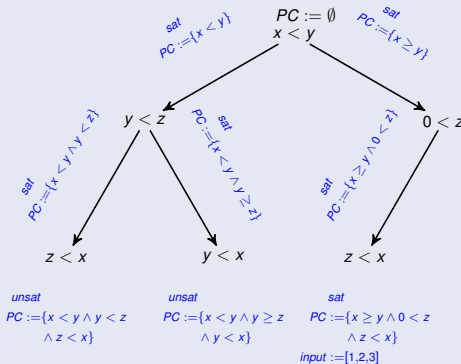 PC := ∅
x < y
sat
PC :={x < y}
sat
PC :={x ≥ y}
y < z
0 < z
sat
PC :={x < y ∧ y < z}
sat
PC :={x < y ∧ y ≥ z}
sat
PC :={x ≥ y ∧ 0 < z}
z < x
y < x
z < x
unsat
PC :={x < y ∧ y < z
∧ z < x}
unsat
PC :={x < y ∧ y ≥ z
∧ y < x}
sat
PC :={x ≥ y ∧ 0 < z
∧ z < x}
input :=[1,2,3]